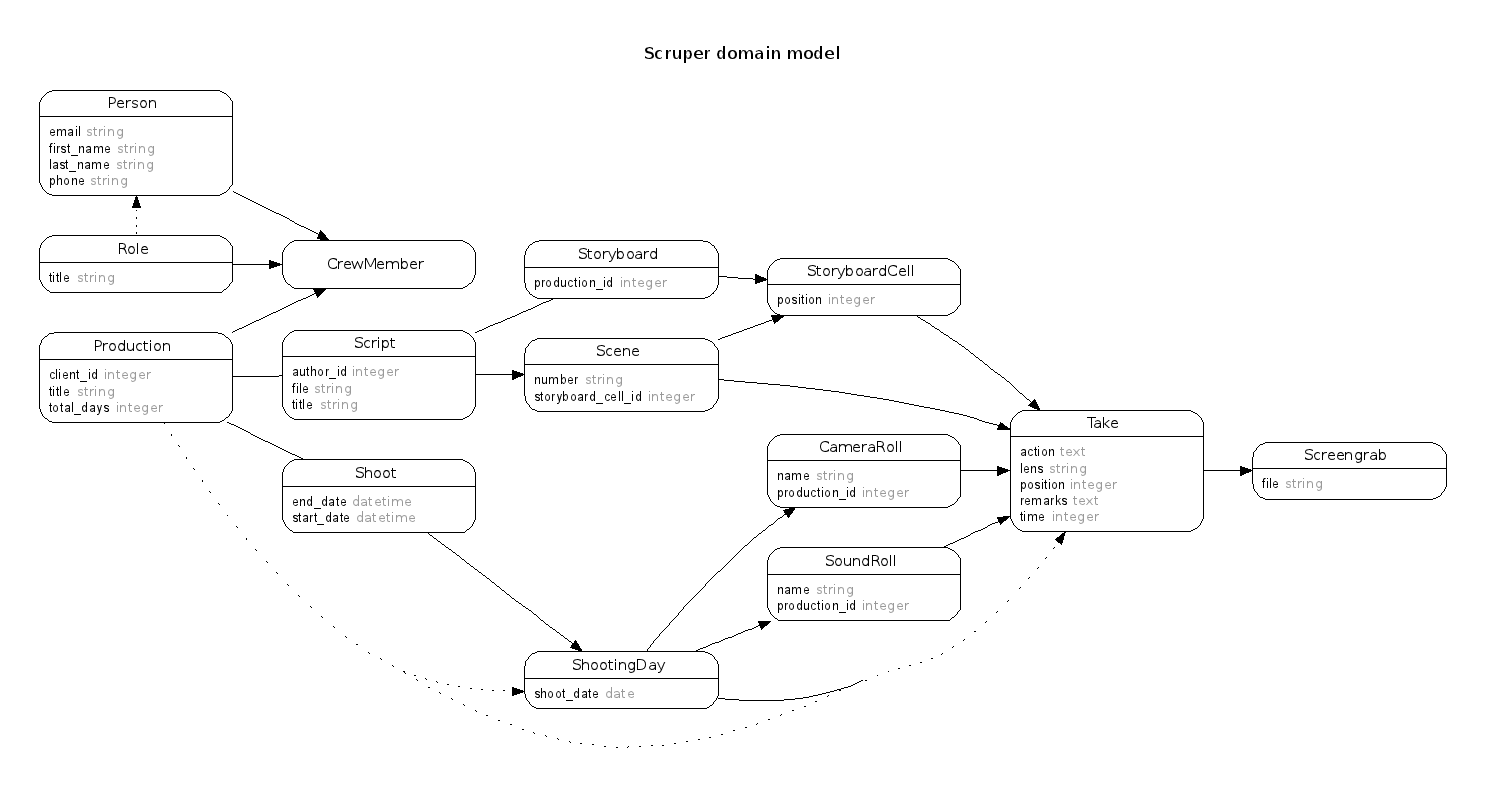 Scruper domain model
Person
email string
first_name string
last_name string
phone string
Role
title string
CrewMember
Production
client_id integer
title string
total_days integer
Script
author_id integer
file string
title string
Shoot
end_date datetime
start_date datetime
Storyboard
production_id integer
Scene
number string
storyboard_cell_id integer
StoryboardCell
position integer
CameraRoll
name string
production_id integer
SoundRoll
name string
production_id integer
ShootingDay
shoot_date date
Take
action text
lens string
position integer
remarks text
time integer
Screengrab
file string